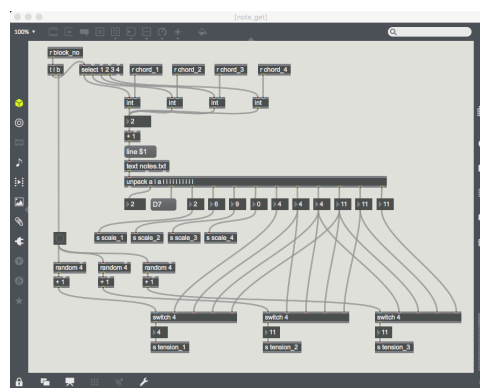 [note_get]
100%
r block_no
t l b
select 1 2 3 4
r chord_1
r chord_2
r chord_3
r chord_4
int
int
int
int
2
+ 1
line $1
text notes.txt
unpack a i a i i i i i i i i i i
2
D7
2
6
9
0
4
4
4
11
11
11
s scale_1
s scale_2
s scale_3
s scale_4
random 4
random 4
random 4
+ 1
+ 1
+ 1
switch 4
switch 4
switch 4
4
11
11
s tension_1
s tension_2
s tension_3